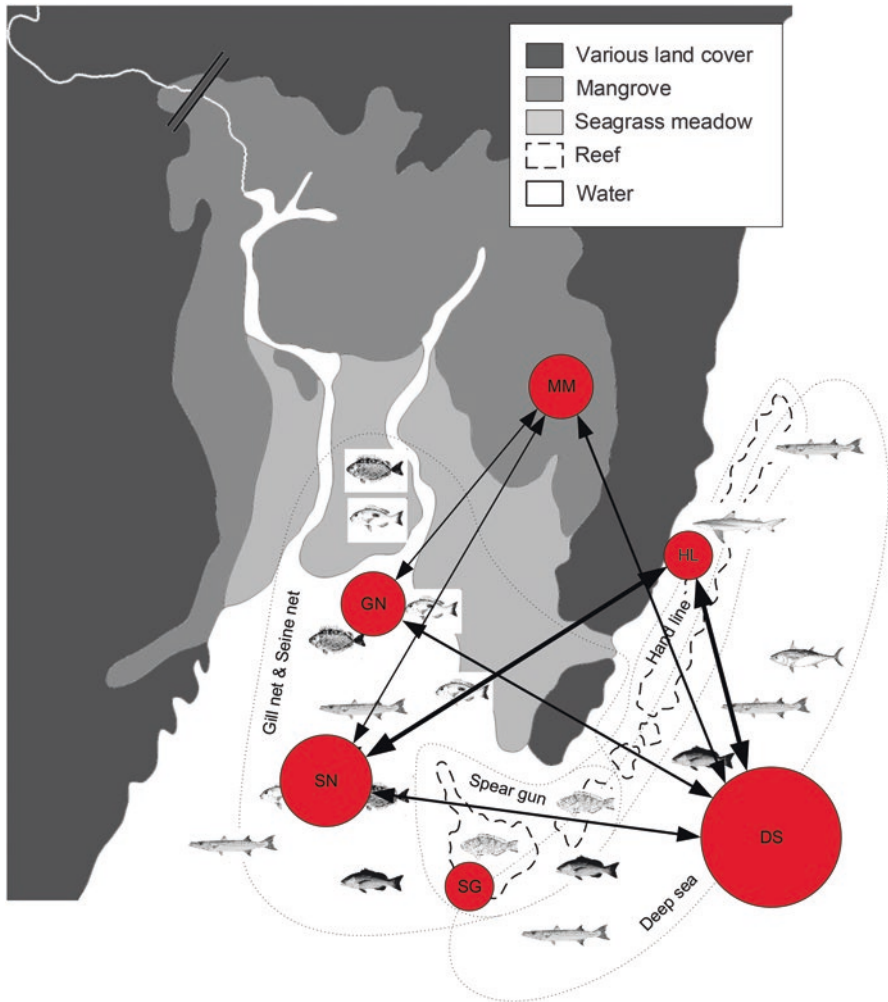 Various land cover
Mangrove
Seagrass meadow
Reef
Water
MM
HL
GN
Hand line
Gill net & Seine net
SN
Spear gun
DS
SG
Deep sea